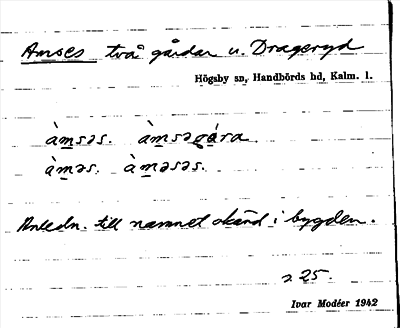 Amses två gårdar u. Drageryd
Högsby sn, Handbörds hd, Kalm. l.
àmsəs. àmsəgára
àməs. àməsəs.
Anledn. till namnet okänd i bygden.
s. 25.
Ivar Modéer 1942